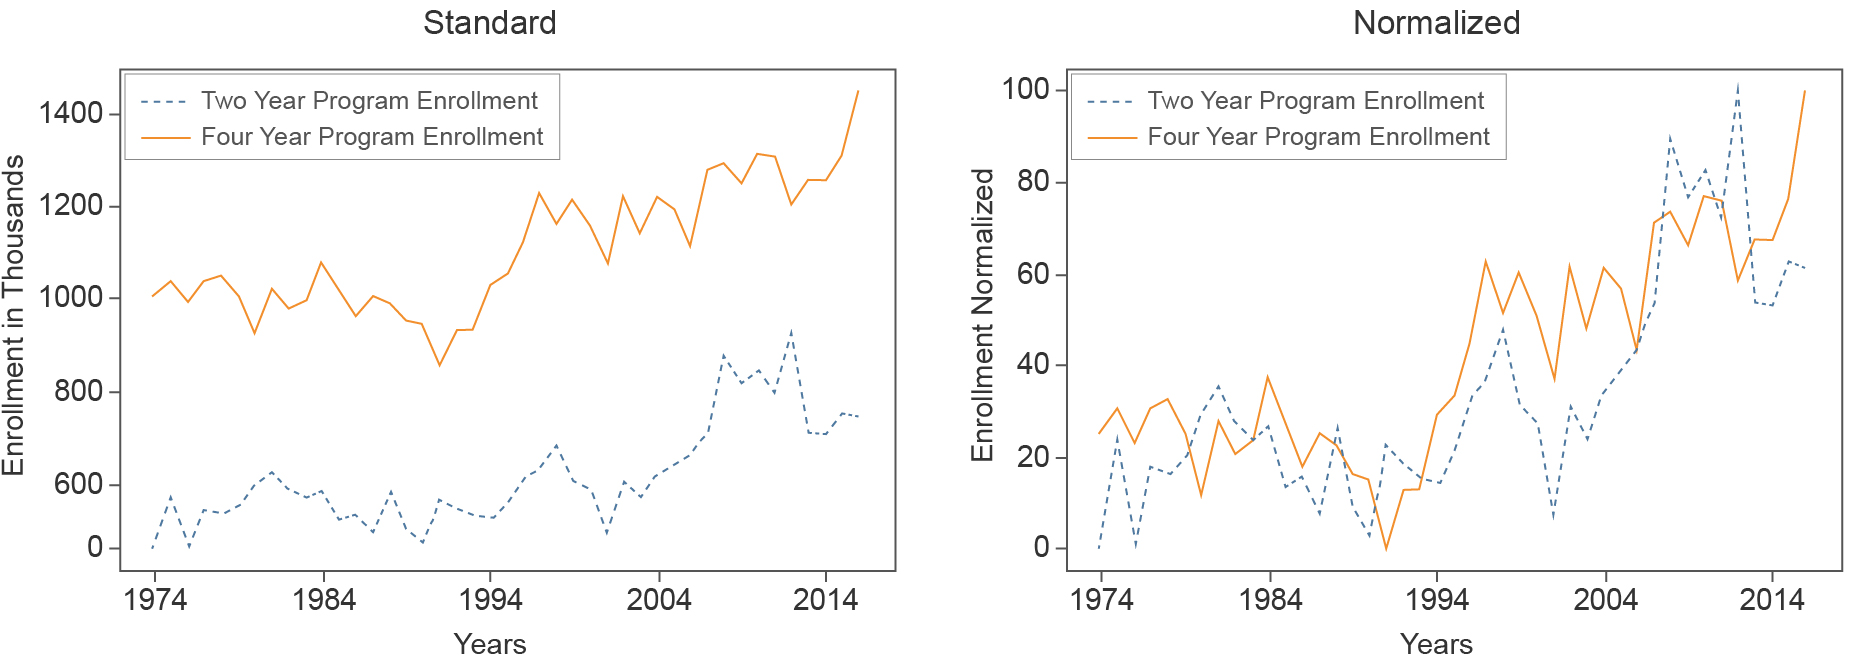 Standard
Two Year Program Enrollment
Four Year Program Enrollment
Enrollment in Thousands
1400
1200
1000
800
600
0
1974 1984 1994 2004 2014
Years
Normalized
Two Year Program Enrollment
Four Year Program Enrollment
Enrollment Normalized
100
80
60
40
20
0
1974 1984 1994 2004 2014
Years